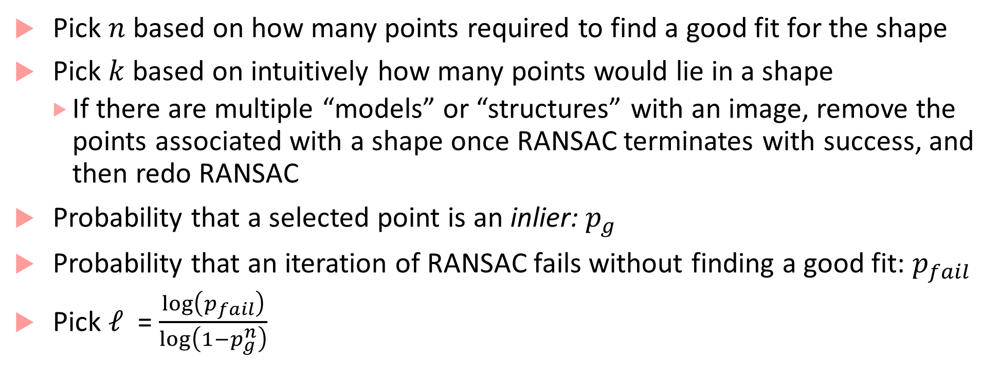 Pick 𝑛 based on how many points required to find a good fit for the shape
Pick 𝑘 based on intuitively how many points would lie in a shape
If there are multiple “models” or “structures” with an image, remove the
points associated with a shape once RANSAC terminates with success, and
then redo RANSAC
Probability that a selected point is an inlier: 𝑝_𝑔
Probability that an iteration of RANSAC fails without finding a good fit: 𝑝_{𝑓𝑎𝑖𝑙}
Pick ℓ = \frac{\log(p_{fail})}{\log(1-p_g^n)}